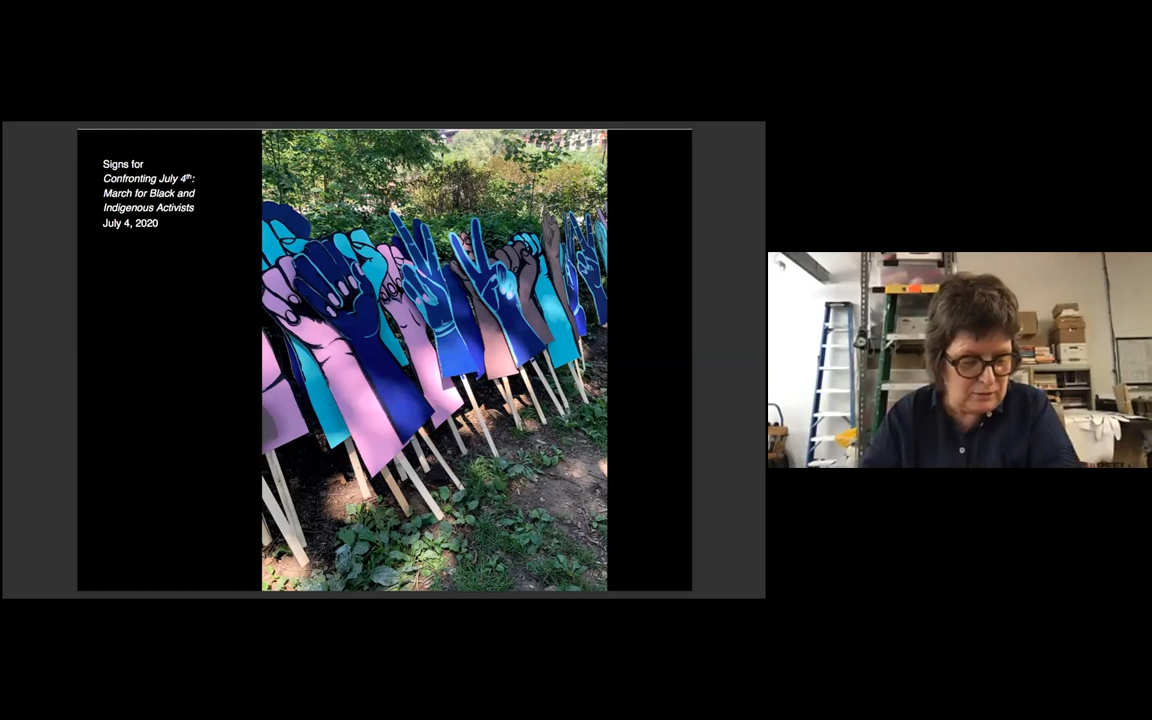 Signs for
Confronting July 4th:
March for Black and
Indigenous Activists
July 4, 2020